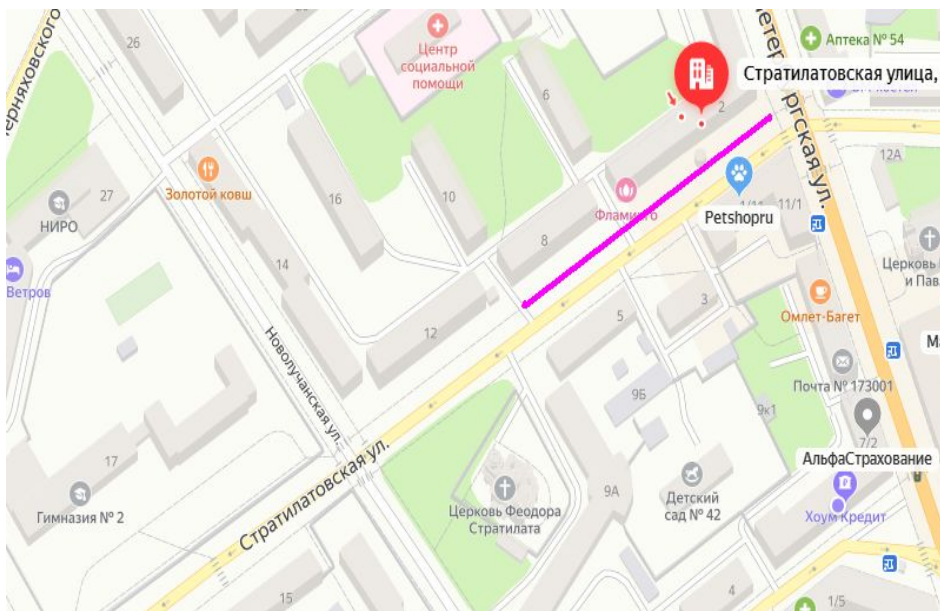 ерняховского
26
Центр
социальной
помощи
6
2
Аптека № 54
Стратилатовская улица,
12А
Золотой ковш
16
10
Фламинго
1/11
11/1
Petshopru
27
НИРО
8
Церковь
и Пав
Ветров
14
Омлет-Багет
12
5
3
Новолучанская ул.
Почта № 173001
9Б
9к1
7/2
17
Стратилатовская ул.
АльфаСтрахование
Гимназия № 2
Церковь Феодора
Стратилата
9А
Детский
сад № 42
Хоум Кредит
15
4
1/5